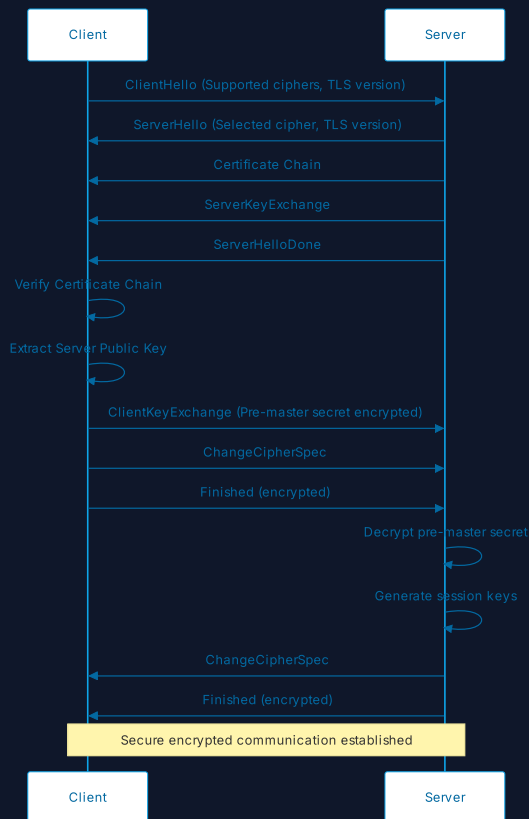 Client Server
ClientHello (Supported ciphers, TLS version)
ServerHello (Selected cipher, TLS version)
Certificate Chain
ServerKeyExchange
ServerHelloDone
Verify Certificate Chain
Extract Server Public Key
ClientKeyExchange (Pre-master secret encrypted)
ChangeCipherSpec
Finished (encrypted)
Decrypt pre-master secret
Generate session keys
ChangeCipherSpec
Finished (encrypted)
Secure encrypted communication established
Client Server